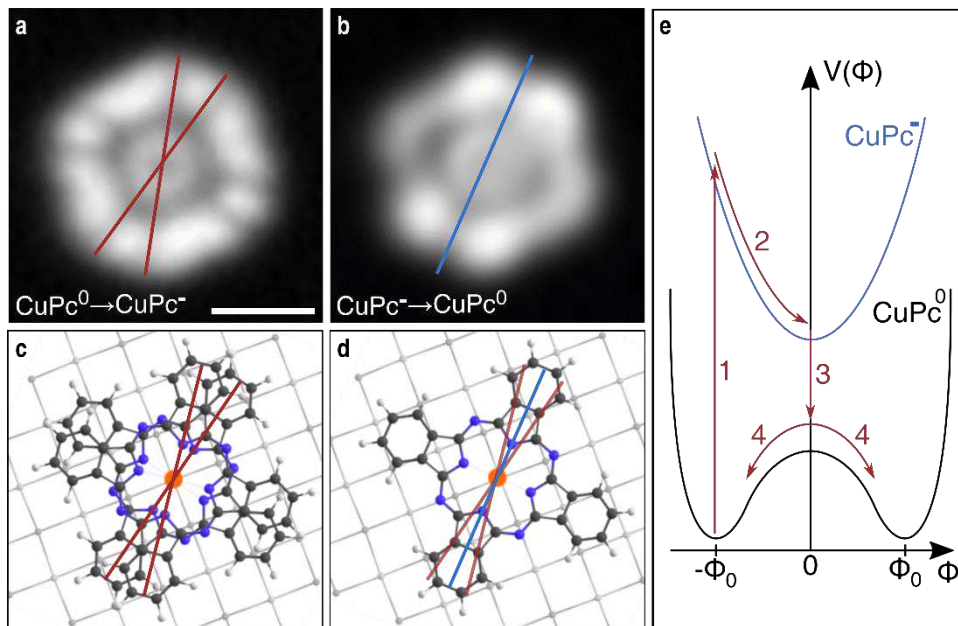 a
CuPc⁰→CuPc⁻
b
CuPc⁻→CuPc⁰
c
d
e
V(Φ)
CuPc⁻
2
CuPc⁰
1
3
4 4
-Φ₀ 0 Φ₀ Φ